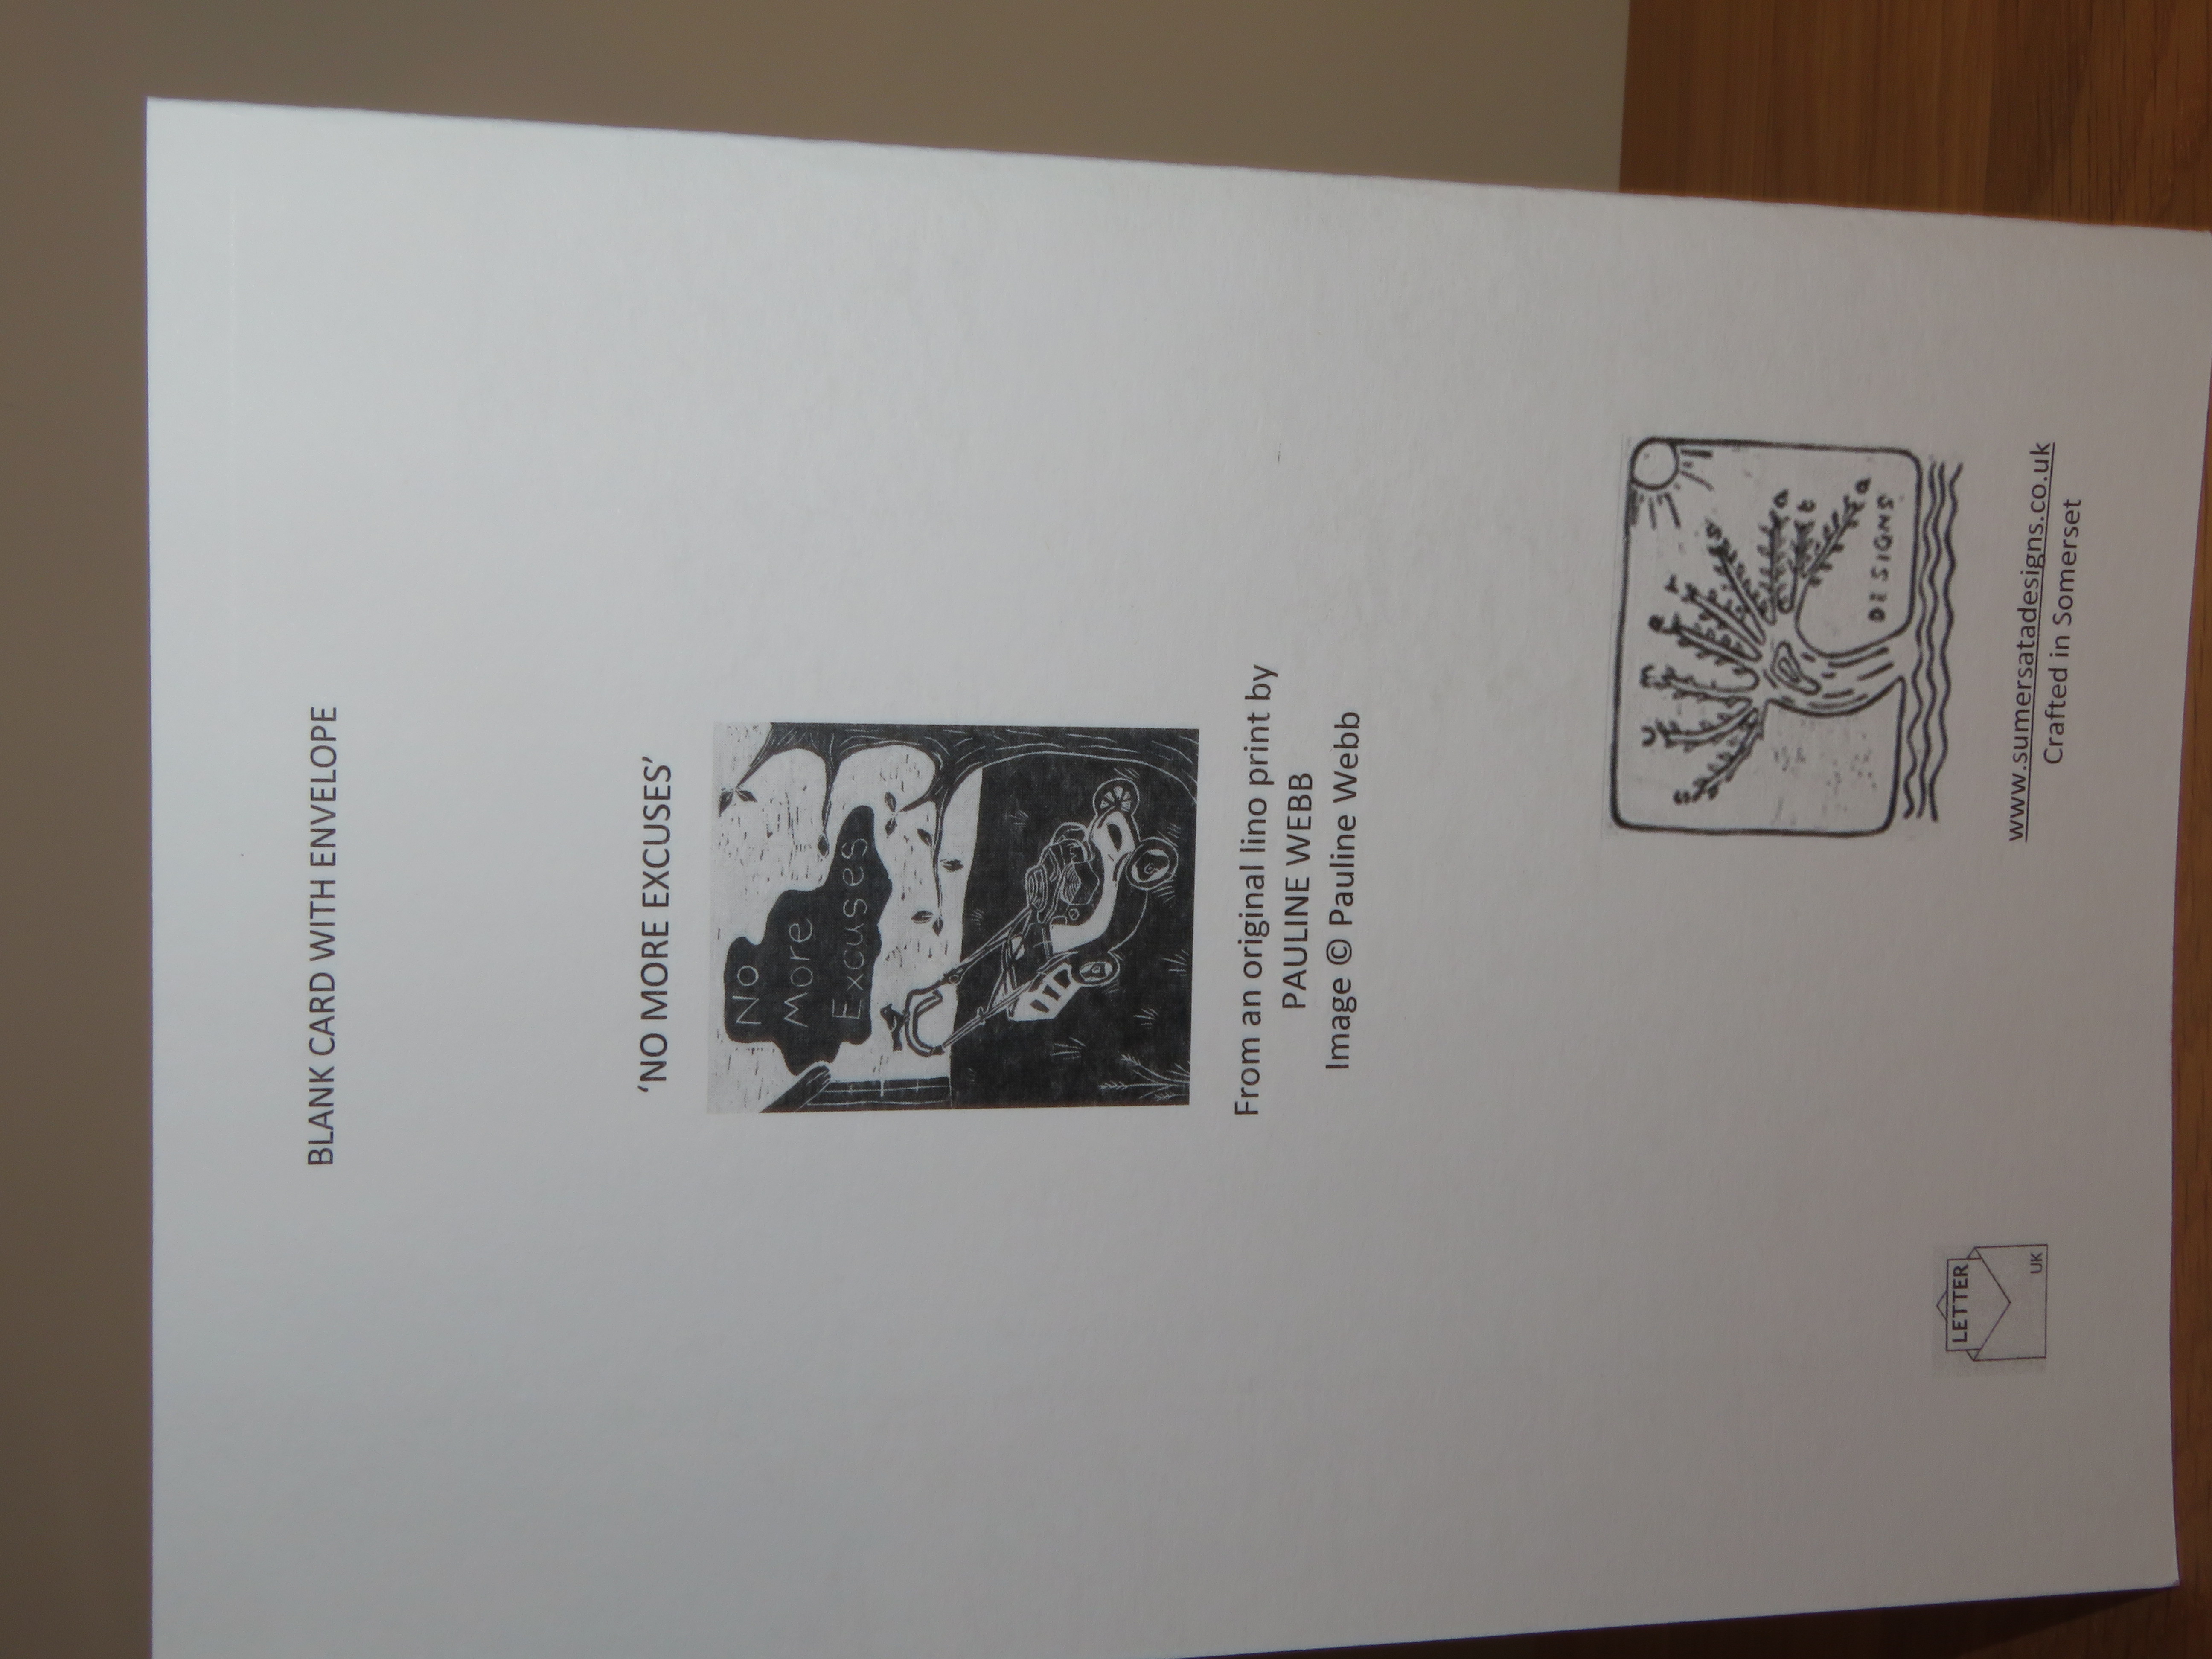 BLANK CARD WITH ENVELOPE
‘NO MORE EXCUSES’
No
More
Excuses
From an original lino print by
PAULINE WEBB
Image © Pauline Webb
sumersata
DESIGNS
LETTER
UK
www.sumersatadesigns.co.uk
Crafted in Somerset